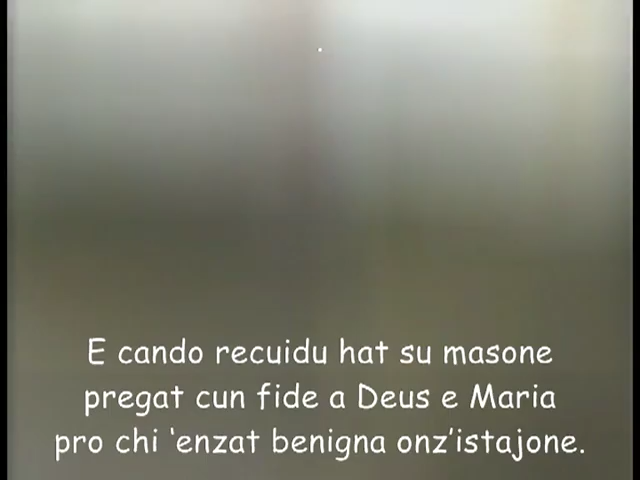 E cando recuidu hat su masone
pregat cun fide a Deus e Maria
pro chi ‘enzat benigna onz’istajone.